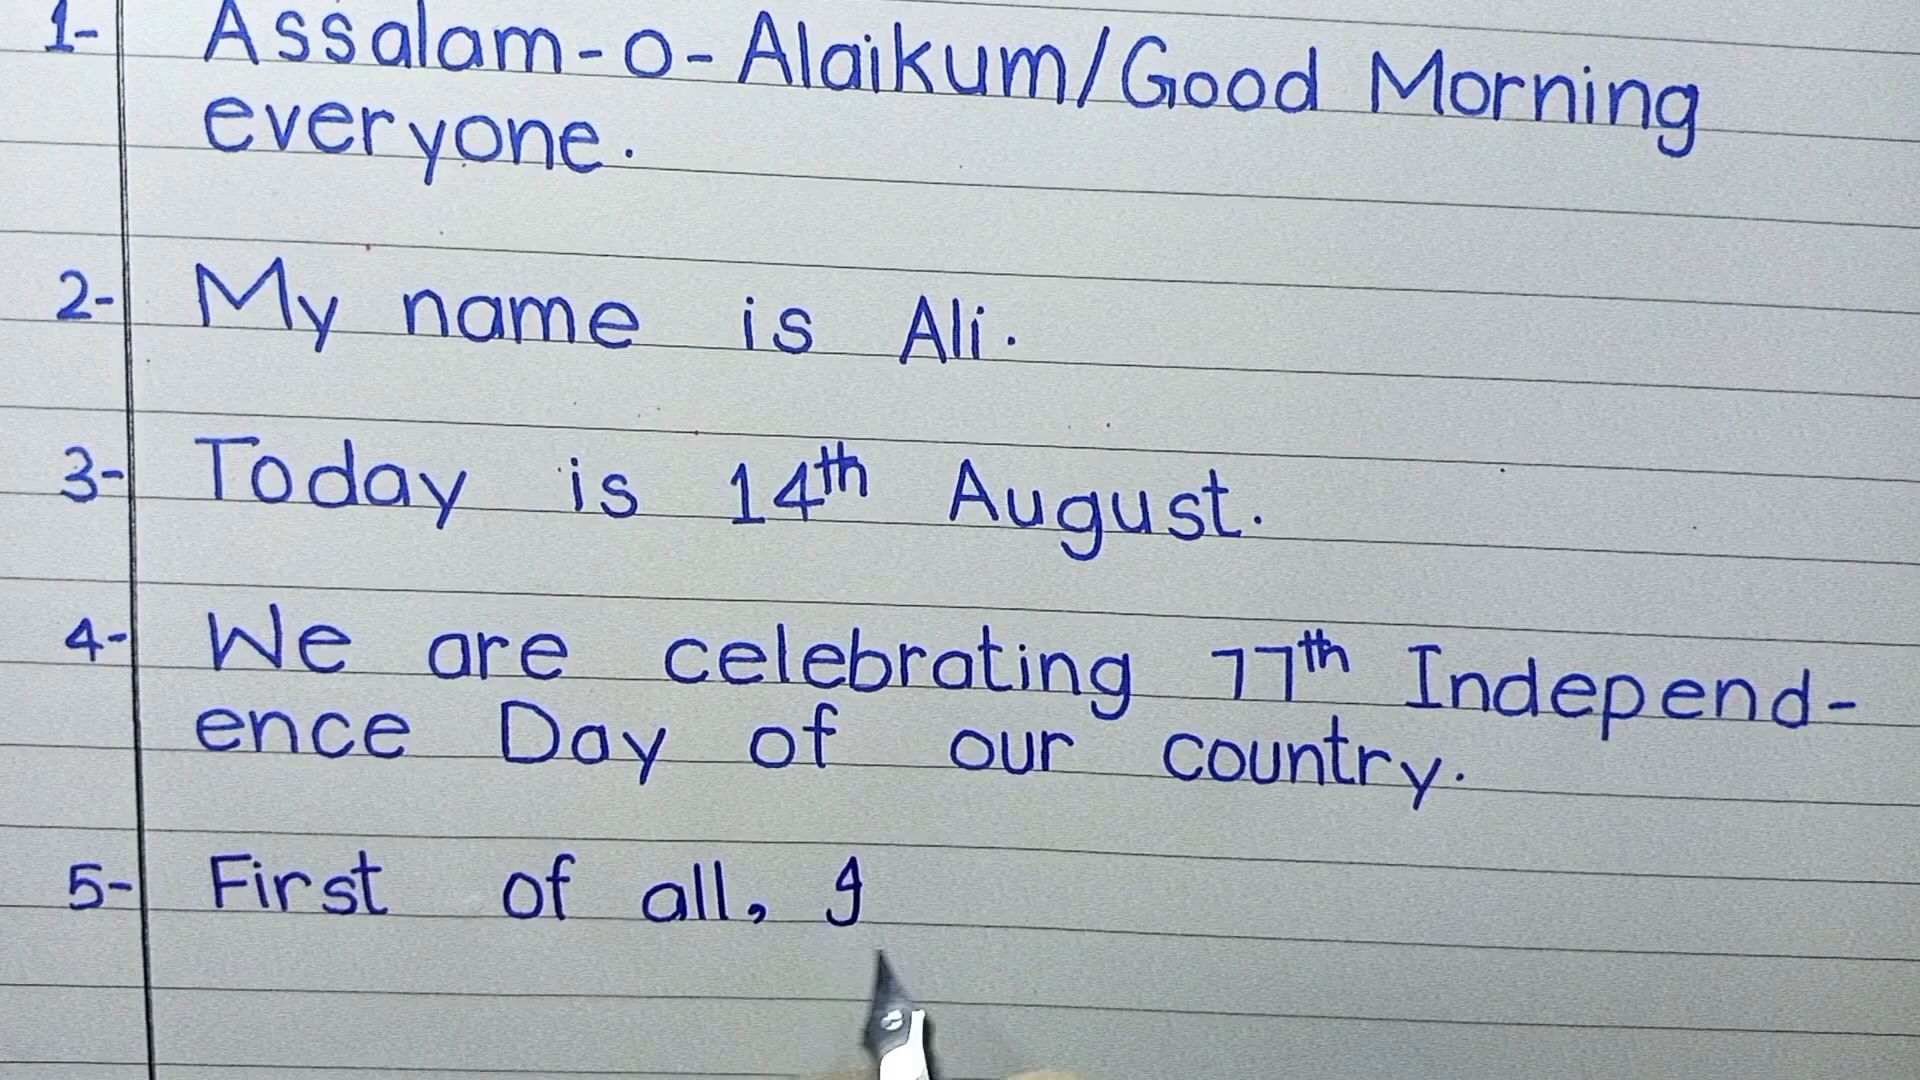 1- Assalam-o-Alaikum/Good Morning
everyone.
2- My name is Ali.
3- Today is 14th August.
4- We are celebrating 77th Independ-
ence Day of our country.
5- First of all, I